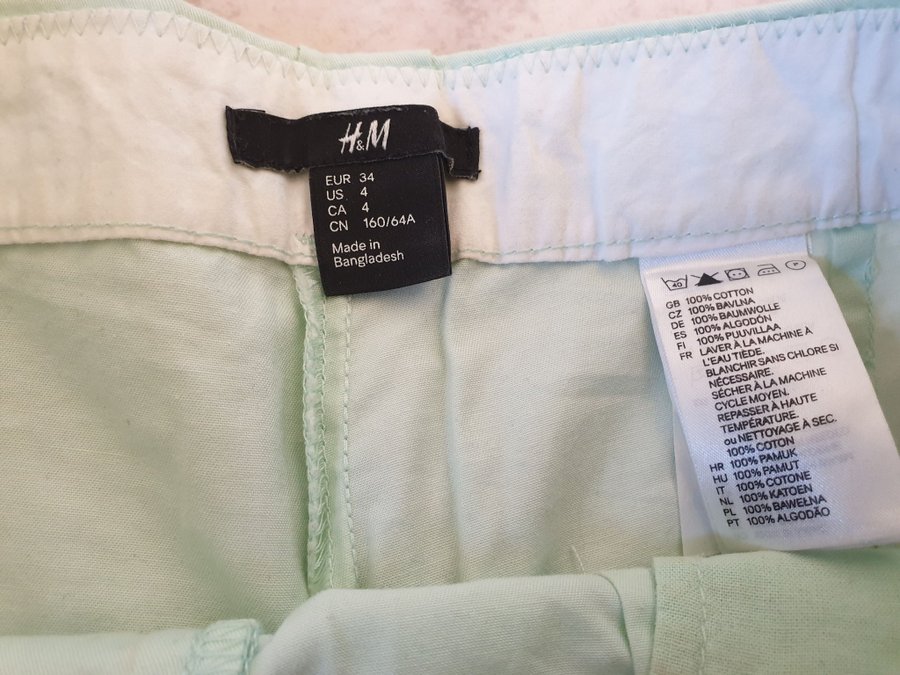 H&M
EUR 34
US 4
CA 4
CN 160/64A
Made in
Bangladesh
40
P
GB 100% COTTON
CZ 100% BAVLNA
DE 100% BAUMWOLLE
ES 100% ALGODÓN
FI 100% PUUVILLAA
FR LAVER À LA MACHINE À
L'EAU TIÈDE.
BLANCHIR SANS CHLORE SI
NÉCESSAIRE.
SÉCHER À LA MACHINE
CYCLE MOYEN.
REPASSER À HAUTE
TEMPÉRATURE.
ou NETTOYAGE À SEC.
100% COTON
HR 100% PAMUK
HU 100% PAMUT
IT 100% COTONE
NL 100% KATOEN
PL 100% BAWEŁNA
PT 100% ALGODÃO